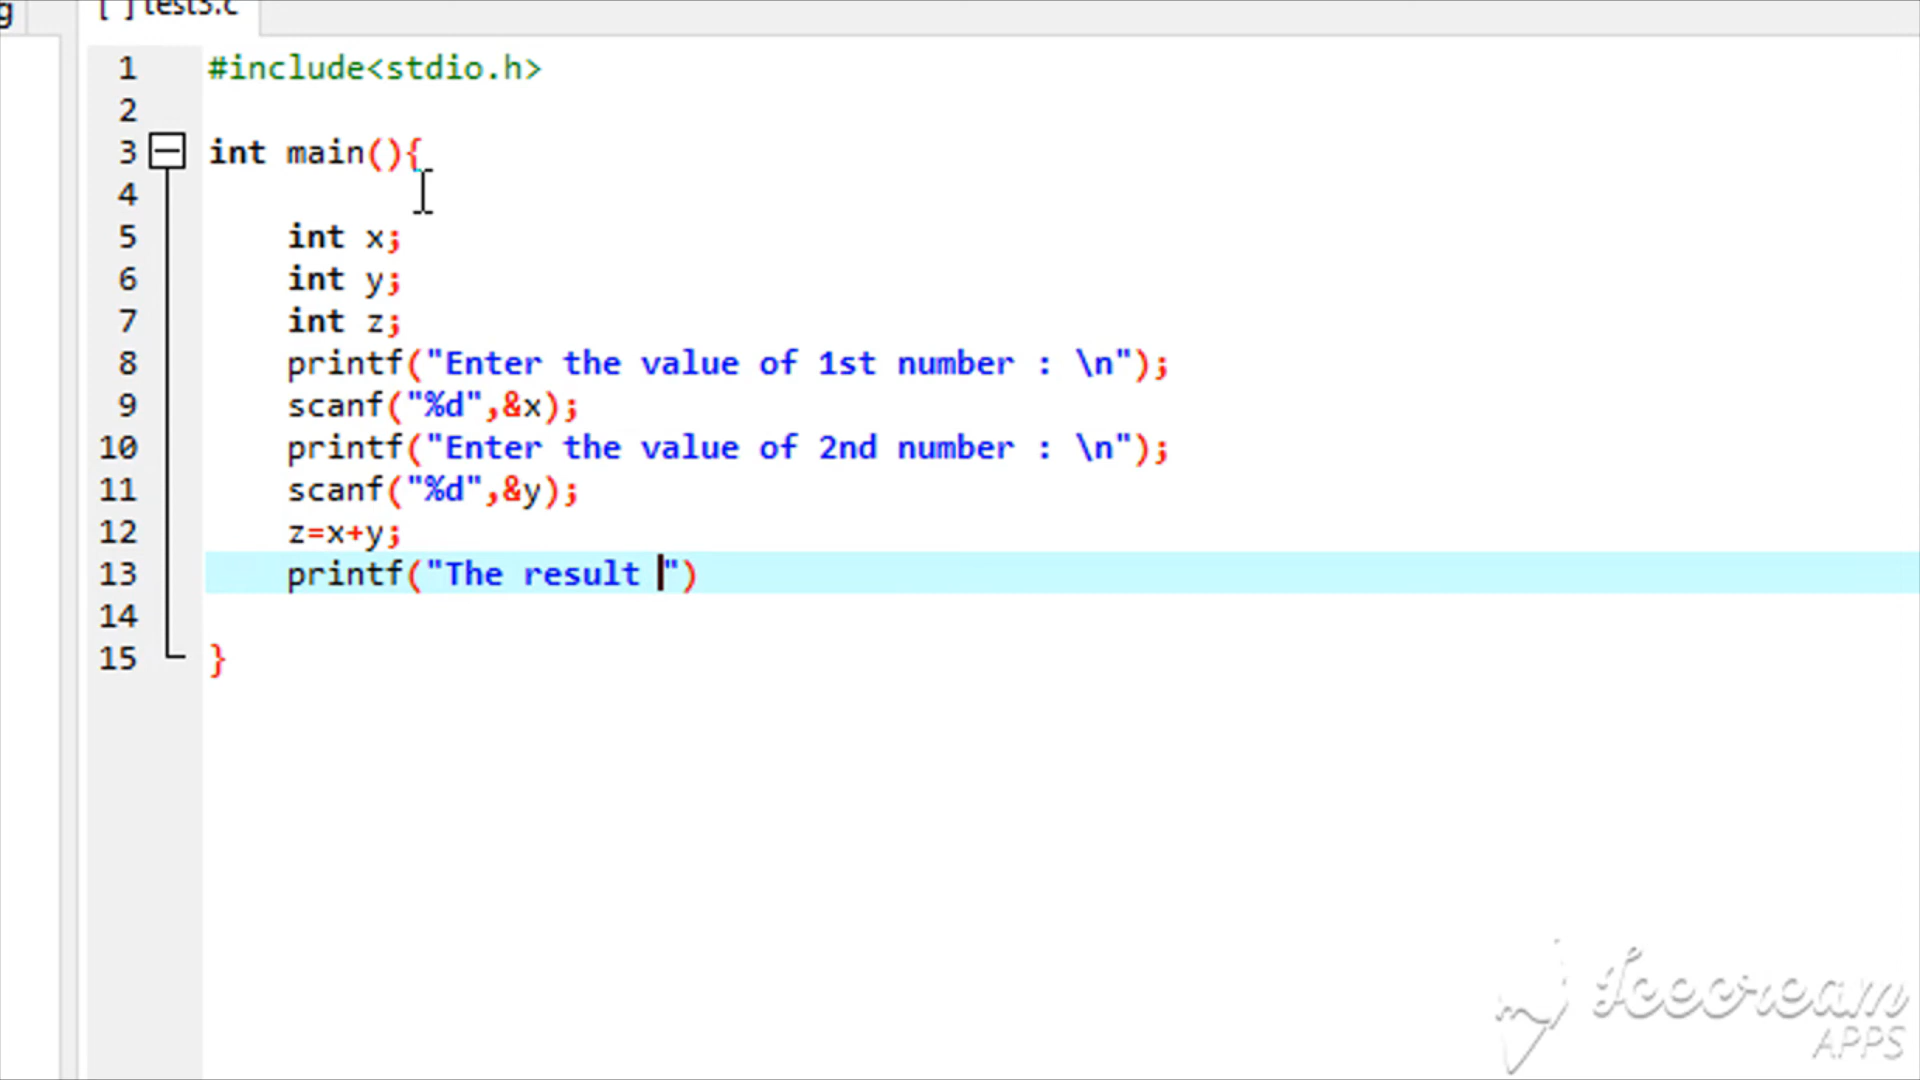 [ ] test3.c
1 #include<stdio.h>
2
3 int main(){
4
5 int x;
6 int y;
7 int z;
8 printf("Enter the value of 1st number : \n");
9 scanf("%d",&x);
10 printf("Enter the value of 2nd number : \n");
11 scanf("%d",&y);
12 z=x+y;
13 printf("The result ")
14
15 }
Icecream
APPS